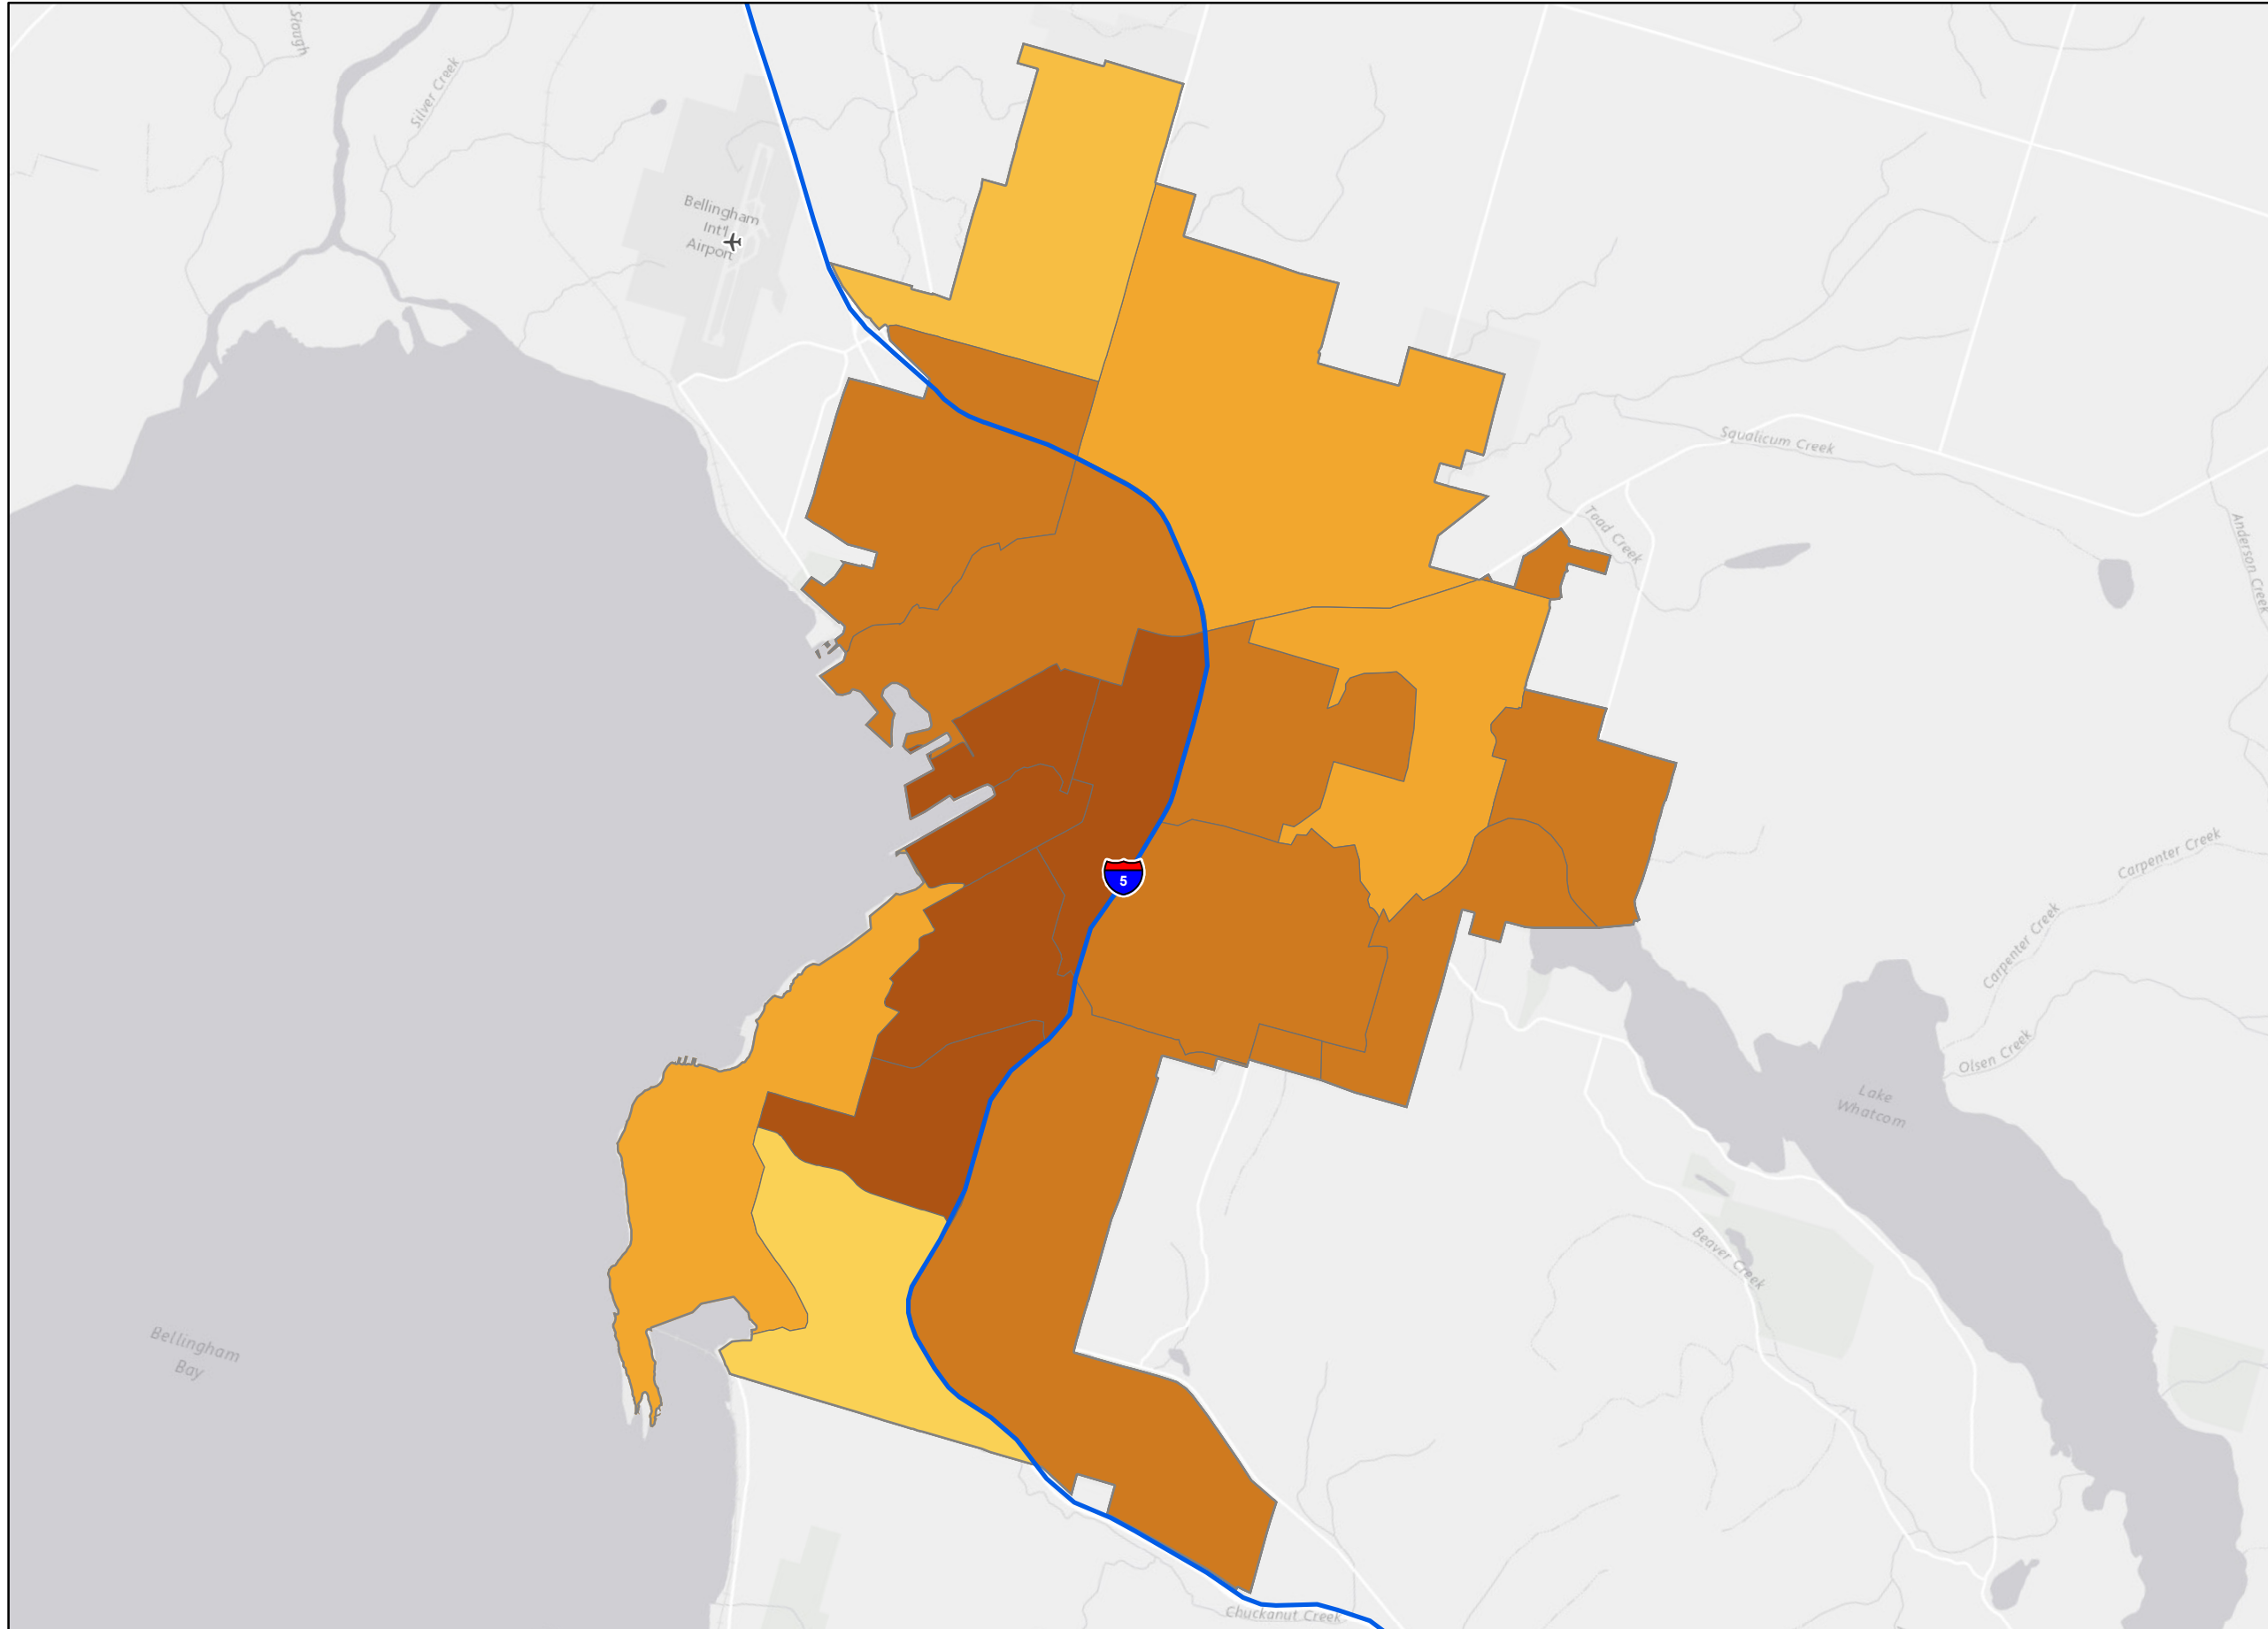 Slough
Silver Creek
Bellingham
Int'l
Airport
Squalicum Creek
Toad Creek
Anderson Creek
5
Carpenter Creek
Carpenter Creek
Olsen Creek
Lake
Whatcom
Beaver Creek
Bellingham
Bay
Chuckanut Creek